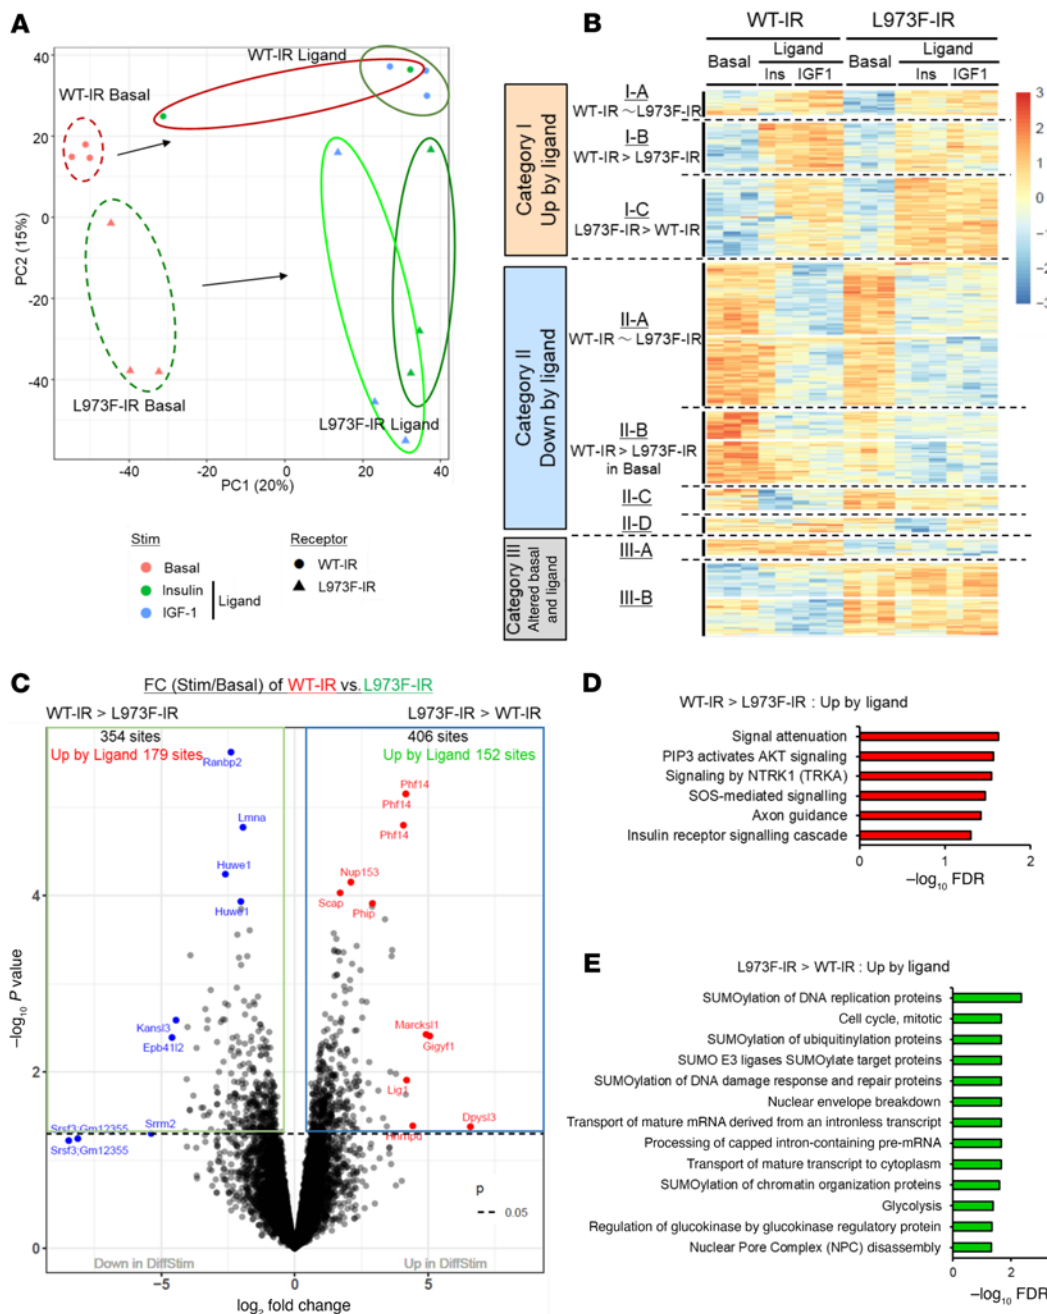 A
40
20
0
-20
-40
PC2 (15%)
WT-IR Basal
WT-IR Ligand
L973F-IR Basal
L973F-IR Ligand
-40
-20
0
20
40
PC1 (20%)
Stim
Basal
Insulin
IGF-1
Ligand
Receptor
WT-IR
L973F-IR
B
WT-IR
L973F-IR
Basal
Ligand
Ins
IGF1
Basal
Ligand
Ins
IGF1
Category I
Up by ligand
I-A
WT-IR ～L973F-IR
I-B
WT-IR> L973F-IR
I-C
L973F-IR> WT-IR
Category II
Down by ligand
II-A
WT-IR ～ L973F-IR
II-B
WT-IR > L973F-IR
in Basal
II-C
II-D
Category III
Altered basal
and ligand
III-A
III-B
3
2
1
0
−1
−2
−3
C
FC (Stim/Basal) of WT-IR vs. L973F-IR
WT-IR > L973F-IR
L973F-IR > WT-IR
354 sites
Up by Ligand 179 sites
406 sites
Up by Ligand 152 sites
Ranbp2
Lmna
Huwe1
Huwe1
Kansl3
Epb41l2
Srrm2
Srsf3;Gm12355
Srsf3;Gm12355
Phf14
Phf14
Phf14
Nup153
Scap
Phip
Marcksl1
Gigyf1
Lig1
Dpysl3
Hnrnpd
p
0.05
Down in DiffStim
Up in DiffStim
4
2
0
−log10 P value
−5
0
5
log2 fold change
D
WT-IR > L973F-IR : Up by ligand
Signal attenuation
PIP3 activates AKT signaling
Signaling by NTRK1 (TRKA)
SOS-mediated signalling
Axon guidance
Insulin receptor signalling cascade
0
1
2
−log10 FDR
E
L973F-IR > WT-IR : Up by ligand
SUMOylation of DNA replication proteins
Cell cycle, mitotic
SUMOylation of ubiquitinylation proteins
SUMO E3 ligases SUMOylate target proteins
SUMOylation of DNA damage response and repair proteins
Nuclear envelope breakdown
Transport of mature mRNA derived from an intronless transcript
Processing of capped intron-containing pre-mRNA
Transport of mature transcript to cytoplasm
SUMOylation of chromatin organization proteins
Glycolysis
Regulation of glucokinase by glucokinase regulatory protein
Nuclear Pore Complex (NPC) disassembly
0
2
−log10 FDR